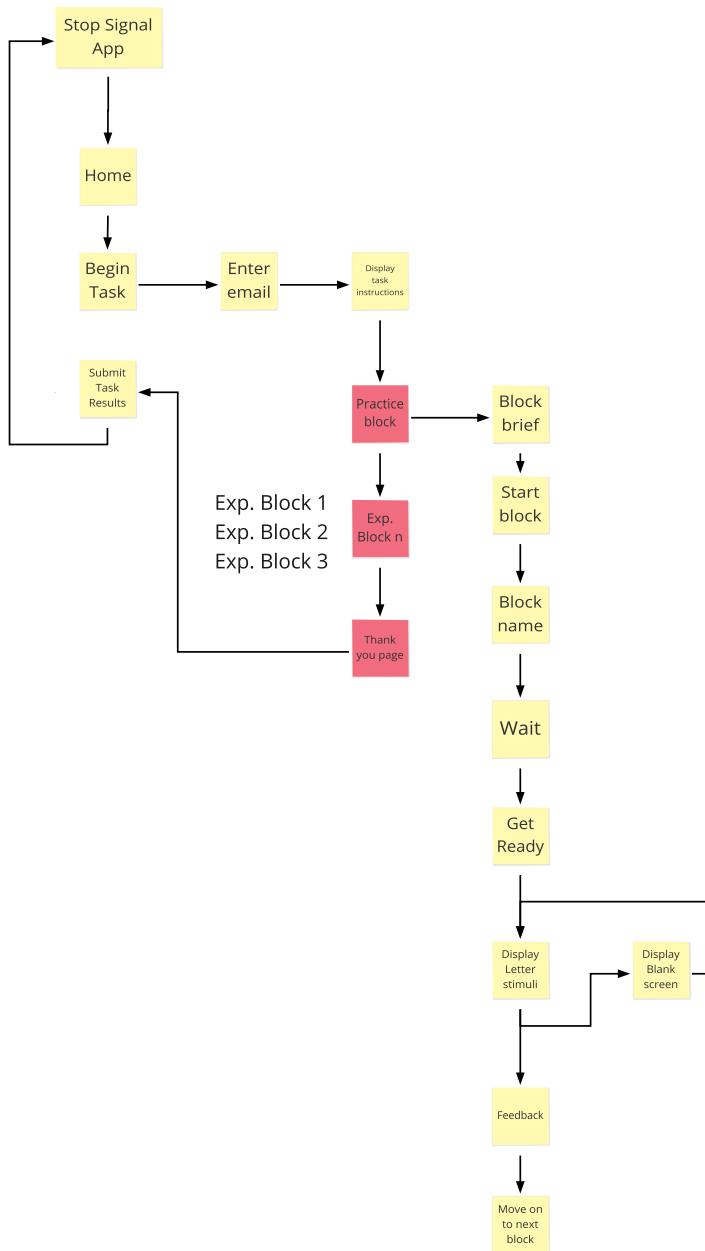 Stop Signal
App
Home
Begin
Task
Enter
email
Display
task
instructions
Submit
Task
Results
Practice
block
Block
brief
Start
block
Exp. Block 1
Exp. Block 2
Exp. Block 3
Exp.
Block n
Block
name
Thank
you page
Wait
Get
Ready
Display
Letter
stimuli
Display
Blank
screen
Feedback
Move on
to next
block